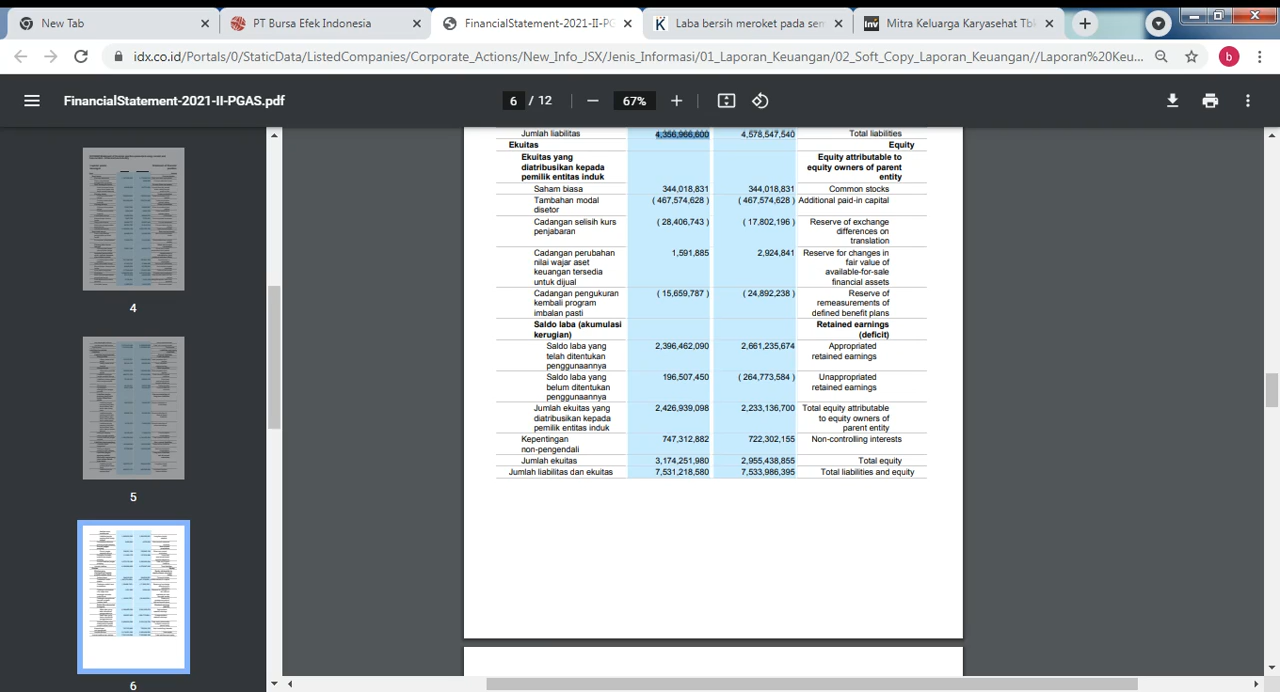 New Tab
PT Bursa Efek Indonesia
FinancialStatement-2021-II-PG
Laba bersih meroket pada sem
Mitra Keluarga Karyasehat Tb
idx.co.id/Portals/0/StaticData/ListedCompanies/Corporate_Actions/New_Info_JSX/Jenis_Informasi/01_Laporan_Keuangan/02_Soft_Copy_Laporan_Keuangan//Laporan%20Keu...
b
FinancialStatement-2021-II-PGAS.pdf
6 / 12
67%
4
5
6
Jumlah liabilitas 4,356,966,600 4,578,547,540 Total liabilities
Ekuitas Equity
Ekuitas yang Equity attributable to
distribusikan kepada equity owners of parent
pemilik entitas induk entity
Saham biasa 344,018,831 344,018,831 Common stocks
Tambahan modal ( 467,574,628 ) ( 467,574,628 ) Additional paid-in capital
disetor
Cadangan selisih kurs ( 28,406,743 ) ( 17,802,196 ) Reserve of exchange
penjabaran differences on
translation
Cadangan perubahan 1,591,885 2,924,841 Reserve for changes in
nilai wajar aset fair value of
keuangan tersedia available-for-sale
untuk dijual financial assets
Cadangan pengukuran ( 15,659,787 ) ( 24,892,238 ) Reserve of
kembali program remeasurements of
imbalan pasti defined benefit plans
Saldo laba (akumulasi Retained earnings
kerugian) (deficit)
Saldo laba yang 2,396,462,090 2,661,235,674 Appropriated
telah ditentukan retained earnings
penggunaannya
Saldo laba yang 196,507,450 ( 264,773,584 ) Unappropriated
belum ditentukan retained earnings
penggunaannya
Jumlah ekuitas yang 2,426,939,098 2,233,136,700 Total equity attributable
distribusikan kepada to equity owners of
pemilik entitas induk parent entity
Kepentingan 747,312,882 722,302,155 Non-controlling interests
non-pengendali
Jumlah ekuitas 3,174,251,980 2,955,438,855 Total equity
Jumlah liabilitas dan ekuitas 7,531,218,580 7,533,986,395 Total liabilities and equity